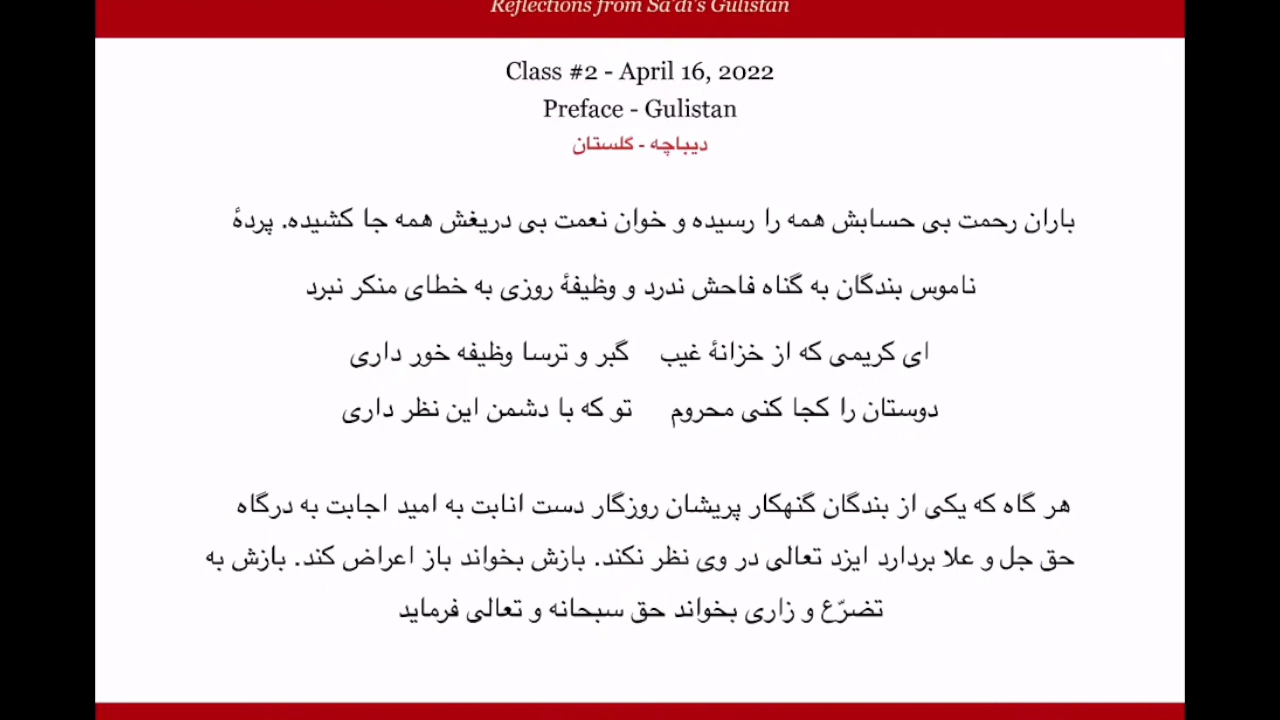 Reflections from Sa'di's Gulistan
Class #2 - April 16, 2022
Preface - Gulistan
دیباچه - گلستان
باران رحمت بی حسابش همه را رسیده و خوان نعمت بی دریغش همه جا کشیده. پردهٔ
ناموس بندگان به گناه فاحش ندرد و وظیفهٔ روزی به خطای منکر نبرد
ای کریمی که از خزانهٔ غیب    گبر و ترسا وظیفه خور داری
دوستان را کجا کنی محروم    تو که با دشمن این نظر داری
هر گاه که یکی از بندگان گنهکار پریشان روزگار دست انابت به امید اجابت به درگاه
حق جل و علا بردارد ایزد تعالی در وی نظر نکند. بازش بخواند باز اعراض کند. بازش به
تضرّع و زاری بخواند حق سبحانه و تعالی فرماید